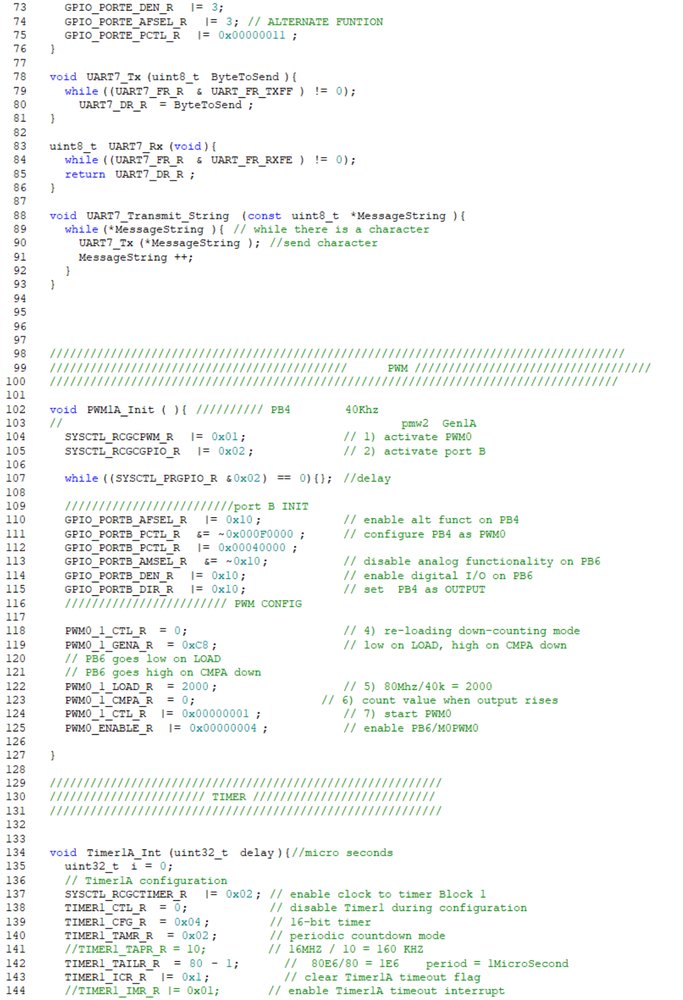 73 GPIO_PORTE_DEN_R |= 3;
74 GPIO_PORTE_AFSEL_R |= 3; // ALTERNATE FUNTION
75 GPIO_PORTE_PCTL_R |= 0x00000011 ;
76 }
77
78 void UART7_Tx (uint8_t ByteToSend ){
79 while ((UART7_FR_R & UART_FR_TXFF ) != 0);
80 UART7_DR_R = ByteToSend ;
81 }
82
83 uint8_t UART7_Rx (void){
84 while ((UART7_FR_R & UART_FR_RXFE ) != 0);
85 return UART7_DR_R ;
86 }
87
88 void UART7_Transmit_String (const uint8_t *MessageString ){
89 while (*MessageString ){ // while there is a character
90 UART7_Tx (*MessageString ); //send character
91 MessageString ++;
92 }
93 }
94
95
96
97
98 /////////////////////////////////////////////////////////////////////////////////////
99 //////////////////////////////////////////// PWM ///////////////////////////////////
100 ////////////////////////////////////////////////////////////////////////////////////
101
102 void PWM1A_Init ( ){ ////////// PB4 40Khz
103 // pmw2 Gen1A
104 SYSCTL_RCGCPWM_R |= 0x01; // 1) activate PWM0
105 SYSCTL_RCGCGPIO_R |= 0x02; // 2) activate port B
106
107 while ((SYSCTL_PRGPIO_R &0x02) == 0){}; //delay
108
109 /////////////////////////port B INIT
110 GPIO_PORTB_AFSEL_R |= 0x10; // enable alt funct on PB4
111 GPIO_PORTB_PCTL_R &= ~0x000F0000 ; // configure PB4 as PWM0
112 GPIO_PORTB_PCTL_R |= 0x00040000 ;
113 GPIO_PORTB_AMSEL_R &= ~0x10; // disable analog functionality on PB6
114 GPIO_PORTB_DEN_R |= 0x10; // enable digital I/O on PB6
115 GPIO_PORTB_DIR_R |= 0x10; // set PB4 as OUTPUT
116 //////////////////////// PWM CONFIG
117
118 PWM0_1_CTL_R = 0; // 4) re-loading down-counting mode
119 PWM0_1_GENA_R = 0xC8; // low on LOAD, high on CMPA down
120 // PB6 goes low on LOAD
121 // PB6 goes high on CMPA down
122 PWM0_1_LOAD_R = 2000; // 5) 80Mhz/40k = 2000
123 PWM0_1_CMPA_R = 0; // 6) count value when output rises
124 PWM0_1_CTL_R |= 0x00000001 ; // 7) start PWM0
125 PWM0_ENABLE_R |= 0x00000004 ; // enable PB6/M0PWM0
126
127 }
128
129 //////////////////////////////////////////////////////////
130 /////////////////////// TIMER ///////////////////////////
131 //////////////////////////////////////////////////////////
132
133
134 void Timer1A_Int (uint32_t delay){//micro seconds
135 uint32_t i = 0;
136 // Timer1A configuration
137 SYSCTL_RCGCTIMER_R |= 0x02; // enable clock to timer Block 1
138 TIMER1_CTL_R = 0; // disable Timer1 during configuration
139 TIMER1_CFG_R = 0x04; // 16-bit timer
140 TIMER1_TAMR_R = 0x02; // periodic countdown mode
141 //TIMER1_TAPR_R = 10; // 16MHZ / 10 = 160 KHZ
142 TIMER1_TAILR_R = 80 - 1; // 80E6/80 = 1E6 period = 1MicroSecond
143 TIMER1_ICR_R |= 0x1; // clear Timer1A timeout flag
144 //TIMER1_IMR_R |= 0x01; // enable Timer1A timeout interrupt